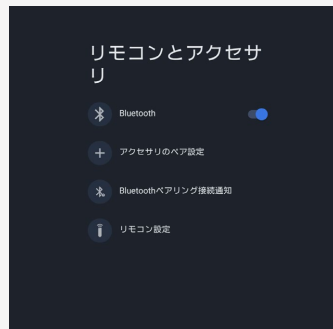 リモコンとアクセサ
リ
Bluetooth
アクセサリのペア設定
Bluetoothペアリング接続通知
リモコン設定